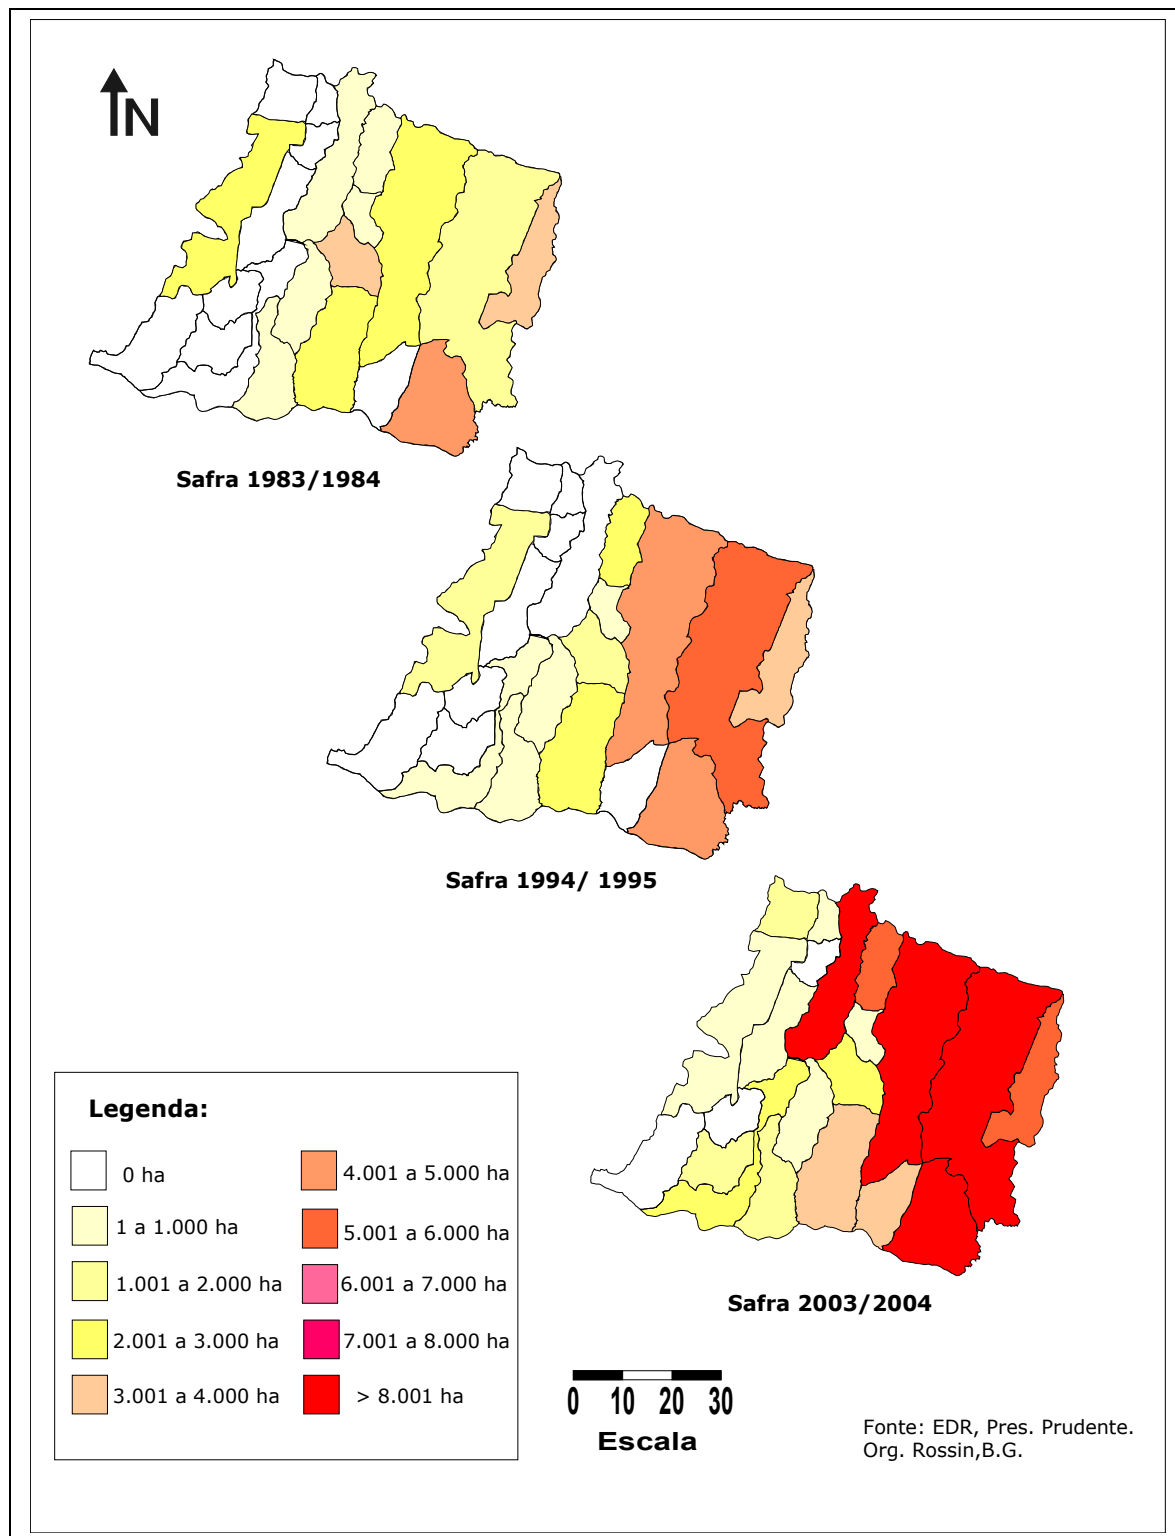 N
Safra 1983/1984
Safra 1994/ 1995
Safra 2003/2004
Legenda:
0 ha
1 a 1.000 ha
1.001 a 2.000 ha
2.001 a 3.000 ha
3.001 a 4.000 ha
4.001 a 5.000 ha
5.001 a 6.000 ha
6.001 a 7.000 ha
7.001 a 8.000 ha
> 8.001 ha
0 10 20 30
Escala
Fonte: EDR, Pres. Prudente.
Org. Rossin,B.G.